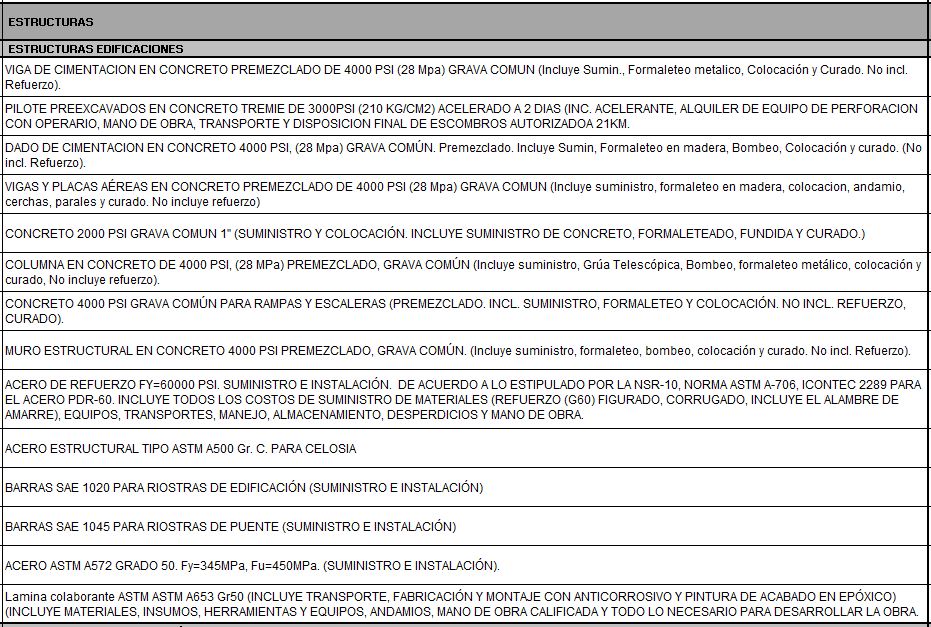 ESTRUCTURAS
ESTRUCTURAS EDIFICACIONES
VIGA DE CIMENTACION EN CONCRETO PREMEZCLADO DE 4000 PSI (28 Mpa) GRAVA COMUN (Incluye Sumin., Formaleteo metalico, Colocación y Curado. No incl.
Refuerzo).
PILOTE PREEXCAVADOS EN CONCRETO TREMIE DE 3000PSI (210 KG/CM2) ACELERADO A 2 DIAS (INC. ACELERANTE, ALQUILER DE EQUIPO DE PERFORACION
CON OPERARIO, MANO DE OBRA, TRANSPORTE Y DISPOSICION FINAL DE ESCOMBROS AUTORIZADOA 21KM.
DADO DE CIMENTACION EN CONCRETO 4000 PSI, (28 Mpa) GRAVA COMÚN. Premezclado. Incluye Sumin, Formaleteo en madera, Bombeo, Colocación y curado. (No
incl. Refuerzo).
VIGAS Y PLACAS AÉREAS EN CONCRETO PREMEZCLADO DE 4000 PSI (28 Mpa) GRAVA COMUN (Incluye suministro, formaleteo en madera, colocacion, andamio,
cerchas, parales y curado. No incluye refuerzo)
CONCRETO 2000 PSI GRAVA COMUN 1" (SUMINISTRO Y COLOCACIÓN. INCLUYE SUMINISTRO DE CONCRETO, FORMALETEADO, FUNDIDA Y CURADO.)
COLUMNA EN CONCRETO DE 4000 PSI, (28 MPa) PREMEZCLADO, GRAVA COMÚN (Incluye suministro, Grúa Telescópica, Bombeo, formaleteo metálico, colocación y
curado, No incluye refuerzo).
CONCRETO 4000 PSI GRAVA COMÚN PARA RAMPAS Y ESCALERAS (PREMEZCLADO. INCL. SUMINISTRO, FORMALETEO Y COLOCACIÓN. NO INCL. REFUERZO,
CURADO).
MURO ESTRUCTURAL EN CONCRETO 4000 PSI PREMEZCLADO, GRAVA COMÚN. (Incluye suministro, formaleteo, bombeo, colocación y curado. No incl. Refuerzo).
ACERO DE REFUERZO FY=60000 PSI. SUMINISTRO E INSTALACIÓN. DE ACUERDO A LO ESTIPULADO POR LA NSR-10, NORMA ASTM A-706, ICONTEC 2289 PARA
EL ACERO PDR-60. INCLUYE TODOS LOS COSTOS DE SUMINISTRO DE MATERIALES (REFUERZO (G60) FIGURADO, CORRUGADO, INCLUYE EL ALAMBRE DE
AMARRE), EQUIPOS, TRANSPORTES, MANEJO, ALMACENAMIENTO, DESPERDICIOS Y MANO DE OBRA.
ACERO ESTRUCTURAL TIPO ASTM A500 Gr. C. PARA CELOSIA
BARRAS SAE 1020 PARA RIOSTRAS DE EDIFICACIÓN (SUMINISTRO E INSTALACIÓN)
BARRAS SAE 1045 PARA RIOSTRAS DE PUENTE (SUMINISTRO E INSTALACIÓN)
ACERO ASTM A572 GRADO 50. Fy=345MPa, Fu=450MPa. (SUMINISTRO E INSTALACIÓN).
Lamina colaborante ASTM ASTM A653 Gr50 (INCLUYE TRANSPORTE, FABRICACIÓN Y MONTAJE CON ANTICORROSIVO Y PINTURA DE ACABADO EN EPÓXICO)
(INCLUYE MATERIALES, INSUMOS, HERRAMIENTAS Y EQUIPOS, ANDAMIOS, MANO DE OBRA CALIFICADA Y TODO LO NECESARIO PARA DESARROLLAR LA OBRA.